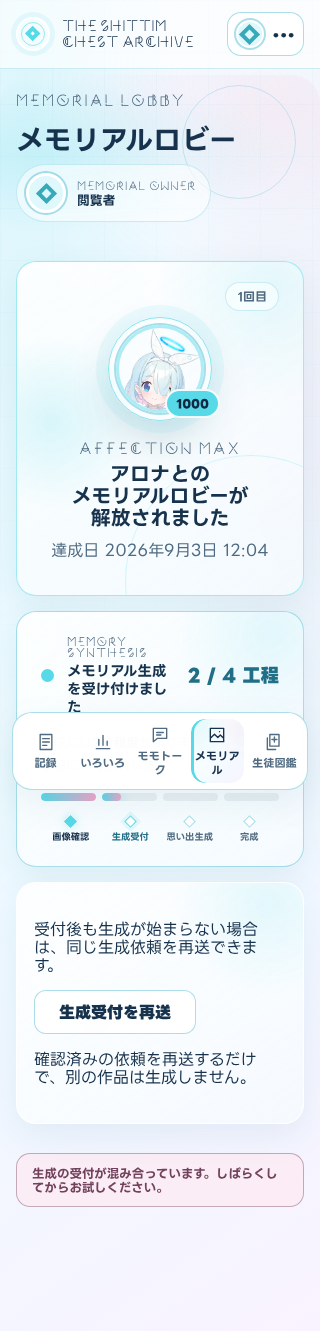 THE SHITTIM
CHEST ARCHIVE
MEMORIAL LOBBY
メモリアルロビー
MEMORIAL OWNER
閲覧者
1回目
1000
AFFECTION MAX
アロナとの
メモリアルロビーが
解放されました
達成日 2026年9月3日 12:04
MEMORY
SYNTHESIS
メモリアル生成
を受け付けまし
た
2 / 4 工程
記録
いろいろ
モモトー
ク
メモリア
ル
生徒図鑑
画像確認
生成受付
思い出生成
完成
受付後も生成が始まらない場合
は、同じ生成依頼を再送できま
す。
生成受付を再送
確認済みの依頼を再送するだけ
で、別の作品は生成しません。
生成の受付が混み合っています。しばらくし
てからお試しください。